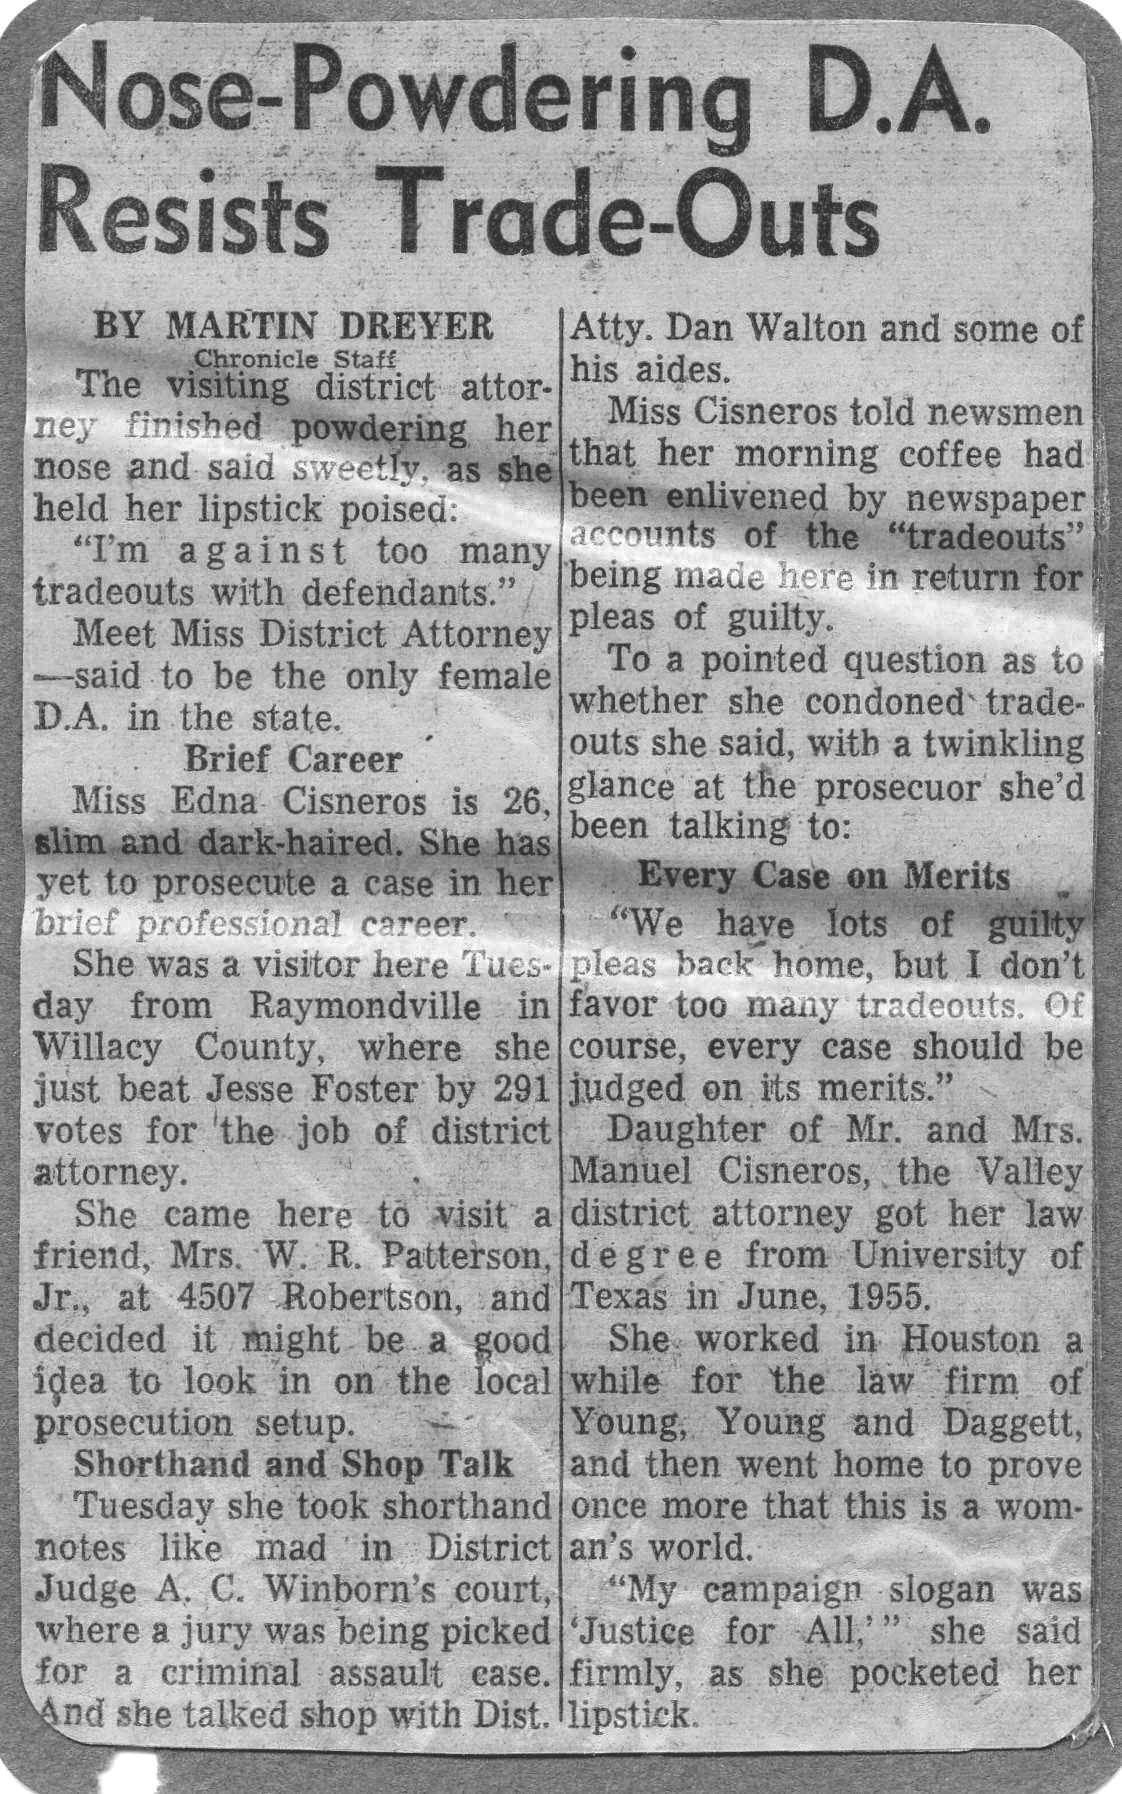 Nose-Powdering D.A.
Resists Trade-Outs
BY MARTIN DREYER
Chronicle Staff
The visiting district attor-
ney finished powdering her
nose and said sweetly, as she
held her lipstick poised:
"I'm against too many
tradeouts with defendants."
Meet Miss District Attorney
—said to be the only female
D.A. in the state.
Brief Career
Miss Edna Cisneros is 26,
slim and dark-haired. She has
yet to prosecute a case in her
brief professional career.
She was a visitor here Tues-
day from Raymondville in
Willacy County, where she
just beat Jesse Foster by 291
votes for the job of district
attorney.
She came here to visit a
friend, Mrs. W. R. Patterson,
Jr., at 4507 Robertson, and
decided it might be a good
idea to look in on the local
prosecution setup.
Shorthand and Shop Talk
Tuesday she took shorthand
notes like mad in District
Judge A. C. Winborn's court,
where a jury was being picked
for a criminal assault case.
And she talked shop with Dist.
Atty. Dan Walton and some of
his aides.
Miss Cisneros told newsmen
that her morning coffee had
been enlivened by newspaper
accounts of the "tradeouts"
being made here in return for
pleas of guilty.
To a pointed question as to
whether she condoned trade-
outs she said, with a twinkling
glance at the prosecuor she'd
been talking to:
Every Case on Merits
"We have lots of guilty
pleas back home, but I don't
favor too many tradeouts. Of
course, every case should be
judged on its merits."
Daughter of Mr. and Mrs.
Manuel Cisneros, the Valley
district attorney got her law
degree from University of
Texas in June, 1955.
She worked in Houston a
while for the law firm of
Young, Young and Daggett,
and then went home to prove
once more that this is a wom-
an's world.
"My campaign slogan was
'Justice for All,'" she said
firmly, as she pocketed her
lipstick.